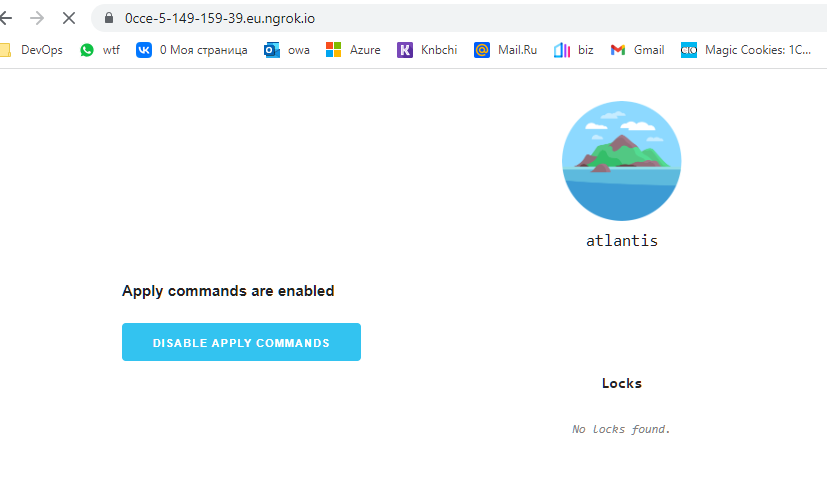 0cce-5-149-159-39.eu.ngrok.io
DevOps wtf 0 Моя страница owa Azure Knbchi Mail.Ru biz Gmail Magic Cookies: 1C...
atlantis
Apply commands are enabled
DISABLE APPLY COMMANDS
Locks
No locks found.